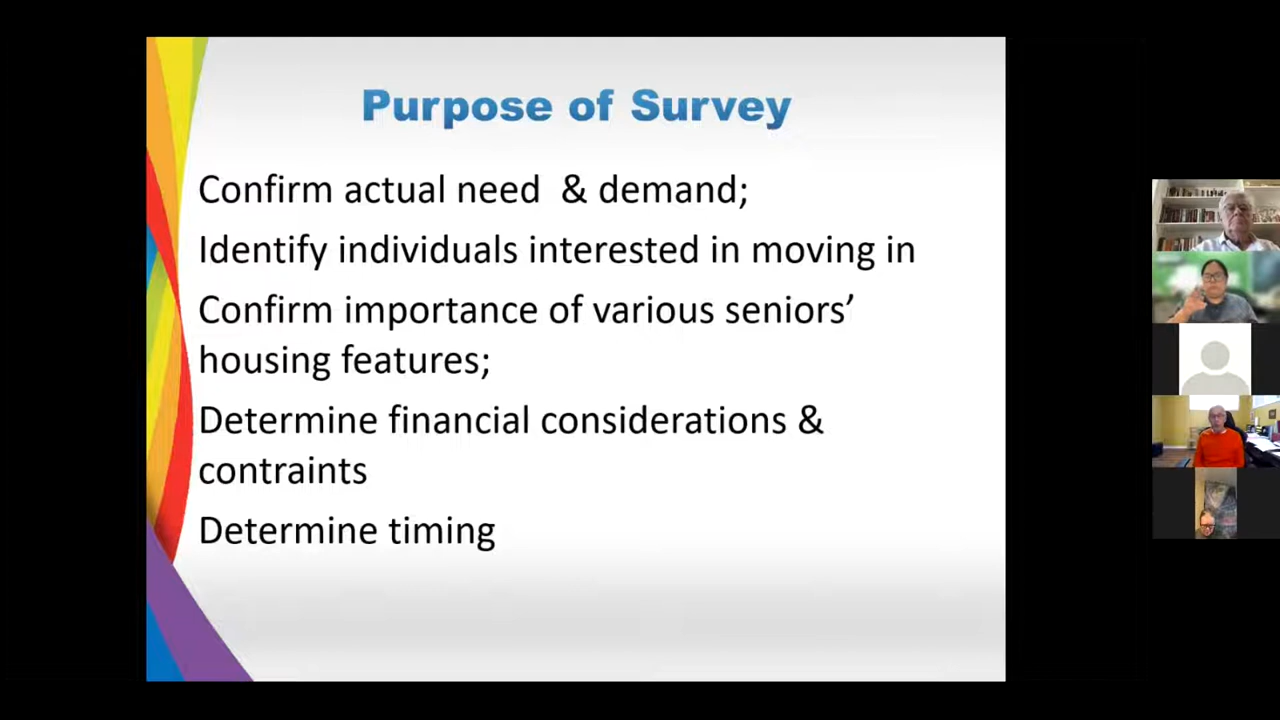 Purpose of Survey
Confirm actual need  & demand;
Identify individuals interested in moving in
Confirm importance of various seniors’
housing features;
Determine financial considerations &
contraints
Determine timing